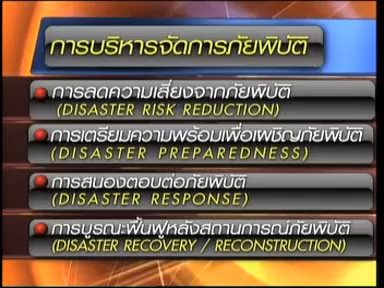 การบริหารจัดการภัยพิบัติ
การลดความเสี่ยงจากภัยพิบัติ
(DISASTER RISK REDUCTION)
การเตรียมความพร้อมเพื่อเผชิญภัยพิบัติ
(DISASTER PREPAREDNESS)
การสนองตอบต่อภัยพิบัติ
(DISASTER RESPONSE)
การบูรณะฟื้นฟูหลังสถานการณ์ภัยพิบัติ
(DISASTER RECOVERY / RECONSTRUCTION)